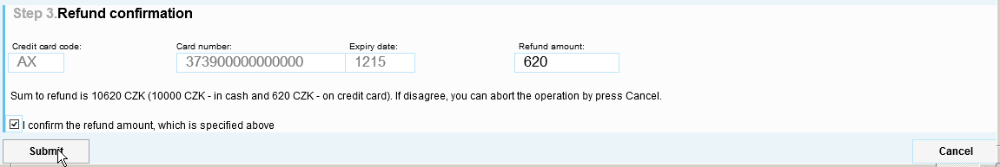 Step 3.Refund confirmation
Credit card code: Card number: Expiry date: Refund amount:
AX 373900000000000 1215 620
Sum to refund is 10620 CZK (10000 CZK - in cash and 620 CZK - on credit card). If disagree, you can abort the operation by press Cancel.
I confirm the refund amount, which is specified above
Submit Cancel